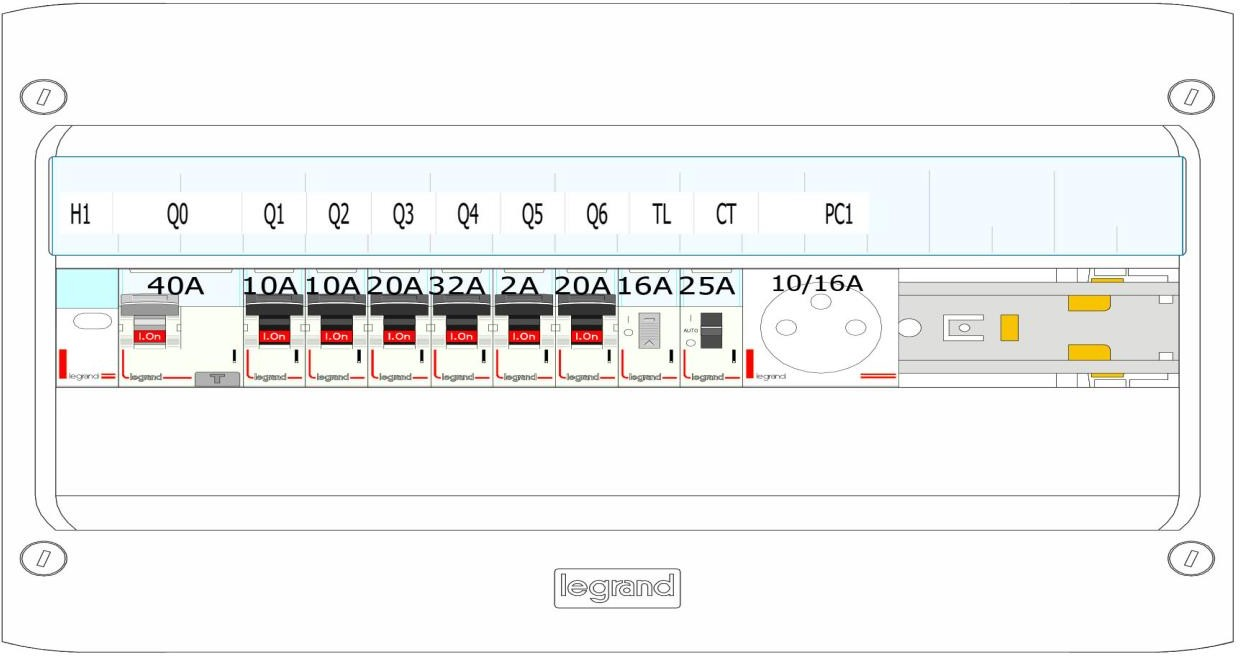 H1 Q0 Q1 Q2 Q3 Q4 Q5 Q6 TL CT PC1
40A 10A 10A 20A 32A 2A 20A 16A 25A 10/16A
I.On I.On I.On I.On I.On I.On I.On I I
AUTO
legrand legrand legrand legrand legrand legrand legrand legrand legrand legrand legrand
T
legrand